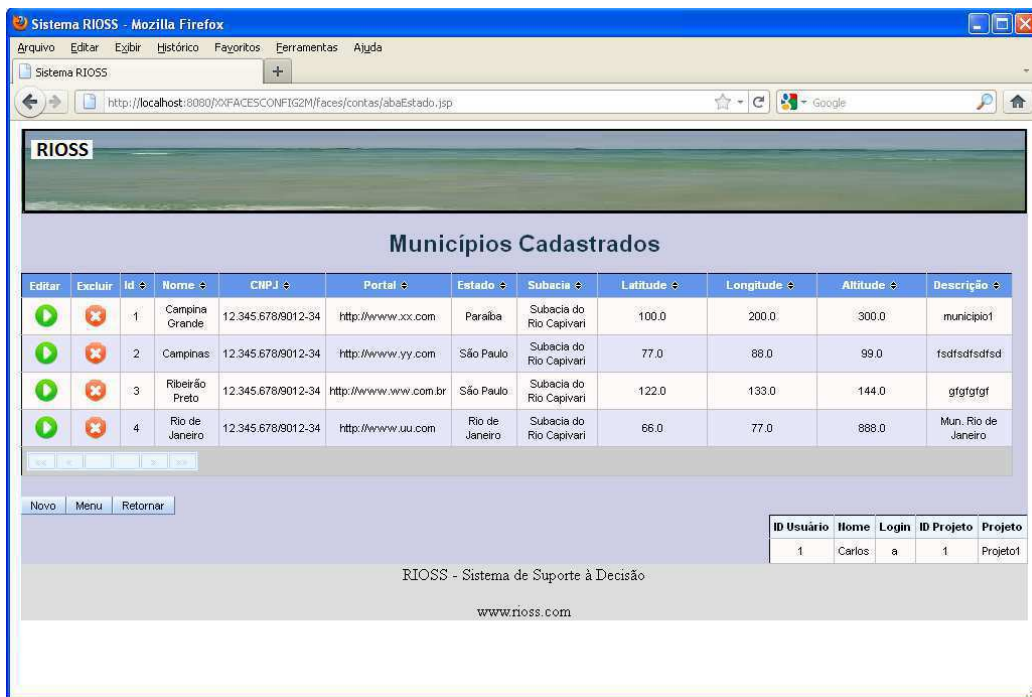 Sistema RIOSS - Mozilla Firefox
Arquivo Editar Exibir Histórico Favoritos Ferramentas Ajuda
Sistema RIOSS +
http://localhost:8080/XXFACESCONFIG2M/faces/contas/abaEstado.jsp Google
RIOSS
Municípios Cadastrados
Editar Excluir Id Nome CNPJ Portal Estado Subacia Latitude Longitude Altitude Descrição
1 Campina Grande 12.345.678/9012-34 http://www.xx.com Paraíba Subacia do Rio Capivari 100.0 200.0 300.0 municipio1
2 Campinas 12.345.678/9012-34 http://www.yy.com São Paulo Subacia do Rio Capivari 77.0 88.0 99.0 fsdfsdfsdfsd
3 Ribeirão Preto 12.345.678/9012-34 http://www.ww.com.br São Paulo Subacia do Rio Capivari 122.0 133.0 144.0 gfgfgfgf
4 Rio de Janeiro 12.345.678/9012-34 http://www.uu.com Rio de Janeiro Subacia do Rio Capivari 66.0 77.0 888.0 Mun. Rio de Janeiro
«« « » »»
Novo Menu Retornar
ID Usuário Nome Login ID Projeto Projeto
1 Carlos a 1 Projeto1
RIOSS - Sistema de Suporte à Decisão
www.rioss.com